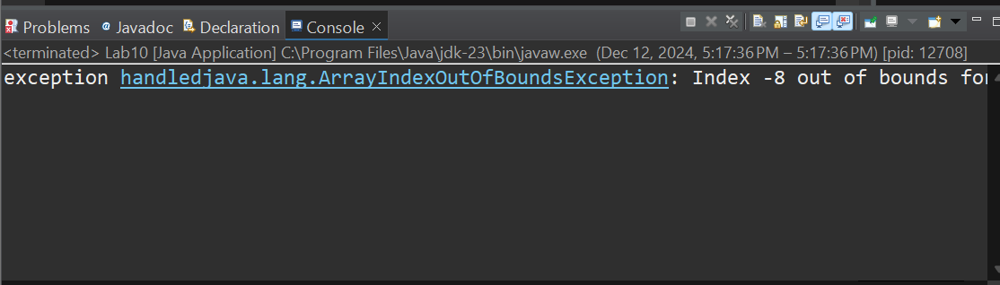 Problems Javadoc Declaration Console
<terminated> Lab10 [Java Application] C:\Program Files\Java\jdk-23\bin\javaw.exe (Dec 12, 2024, 5:17:36 PM – 5:17:36 PM) [pid: 12708]
exception handledjava.lang.ArrayIndexOutOfBoundsException: Index -8 out of bounds for